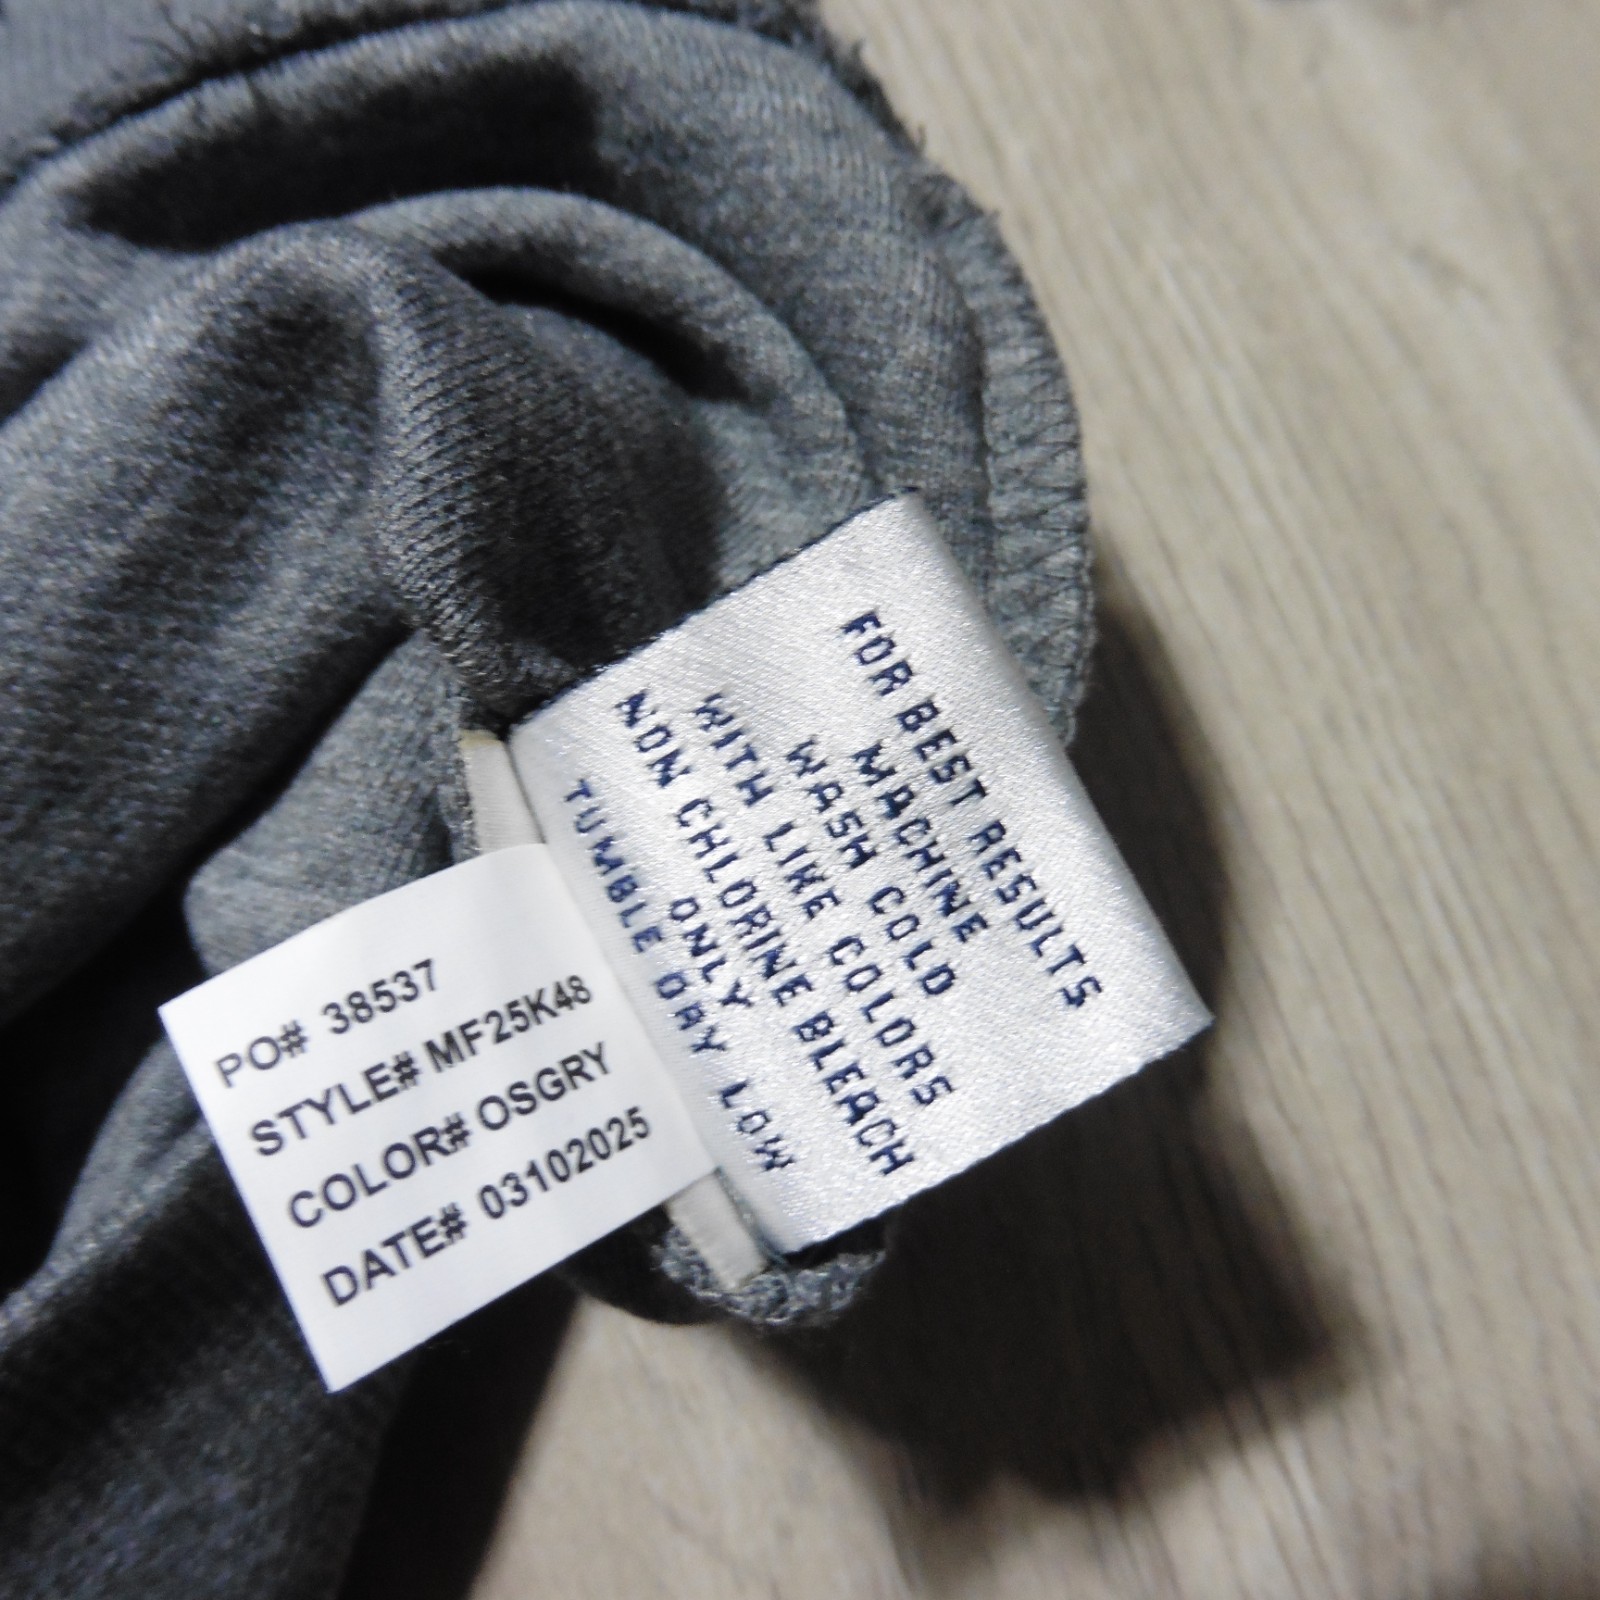 FOR BEST RESULTS
MACHINE
WASH COLD
WITH LIKE COLORS
NON CHLORINE BLEACH
ONLY
TUMBLE DRY LOW
PO# 38537
STYLE# MF25K48
COLOR# OSGRY
DATE# 03102025